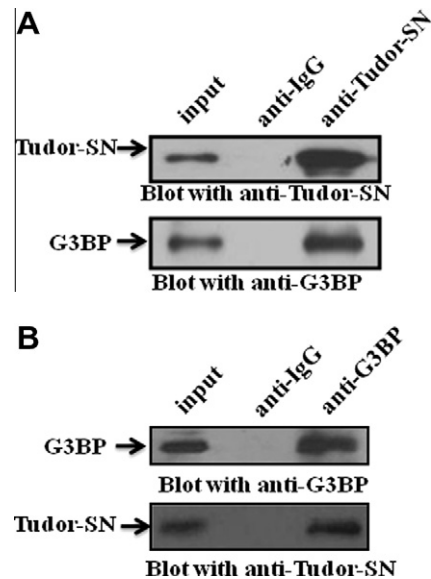 A
input
anti-IgG
anti-Tudor-SN
Tudor-SN
Blot with anti-Tudor-SN
G3BP
Blot with anti-G3BP
B
input
anti-IgG
anti-G3BP
G3BP
Blot with anti-G3BP
Tudor-SN
Blot with anti-Tudor-SN